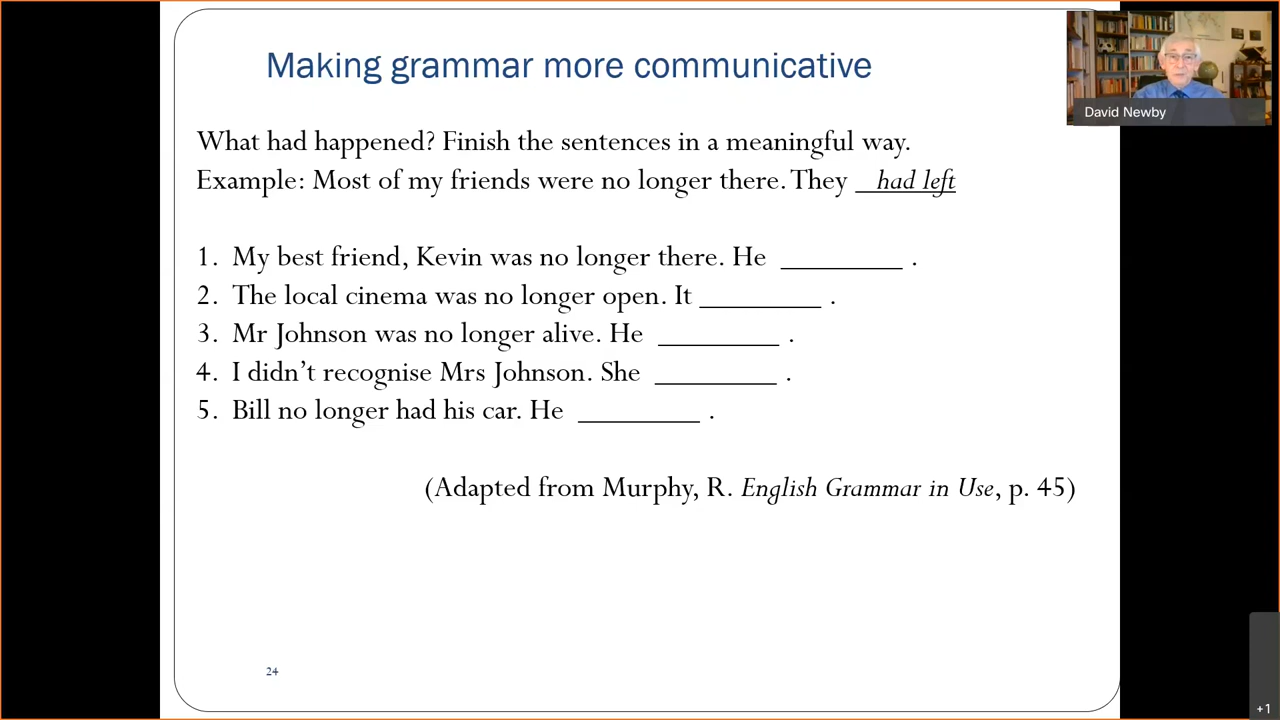 Making grammar more communicative
David Newby
What had happened? Finish the sentences in a meaningful way.
Example: Most of my friends were no longer there. They _had left
1. My best friend, Kevin was no longer there. He _________ .
2. The local cinema was no longer open. It _________ .
3. Mr Johnson was no longer alive. He _________ .
4. I didn’t recognise Mrs Johnson. She _________ .
5. Bill no longer had his car. He _________ .
(Adapted from Murphy, R. English Grammar in Use, p. 45)
24
+1